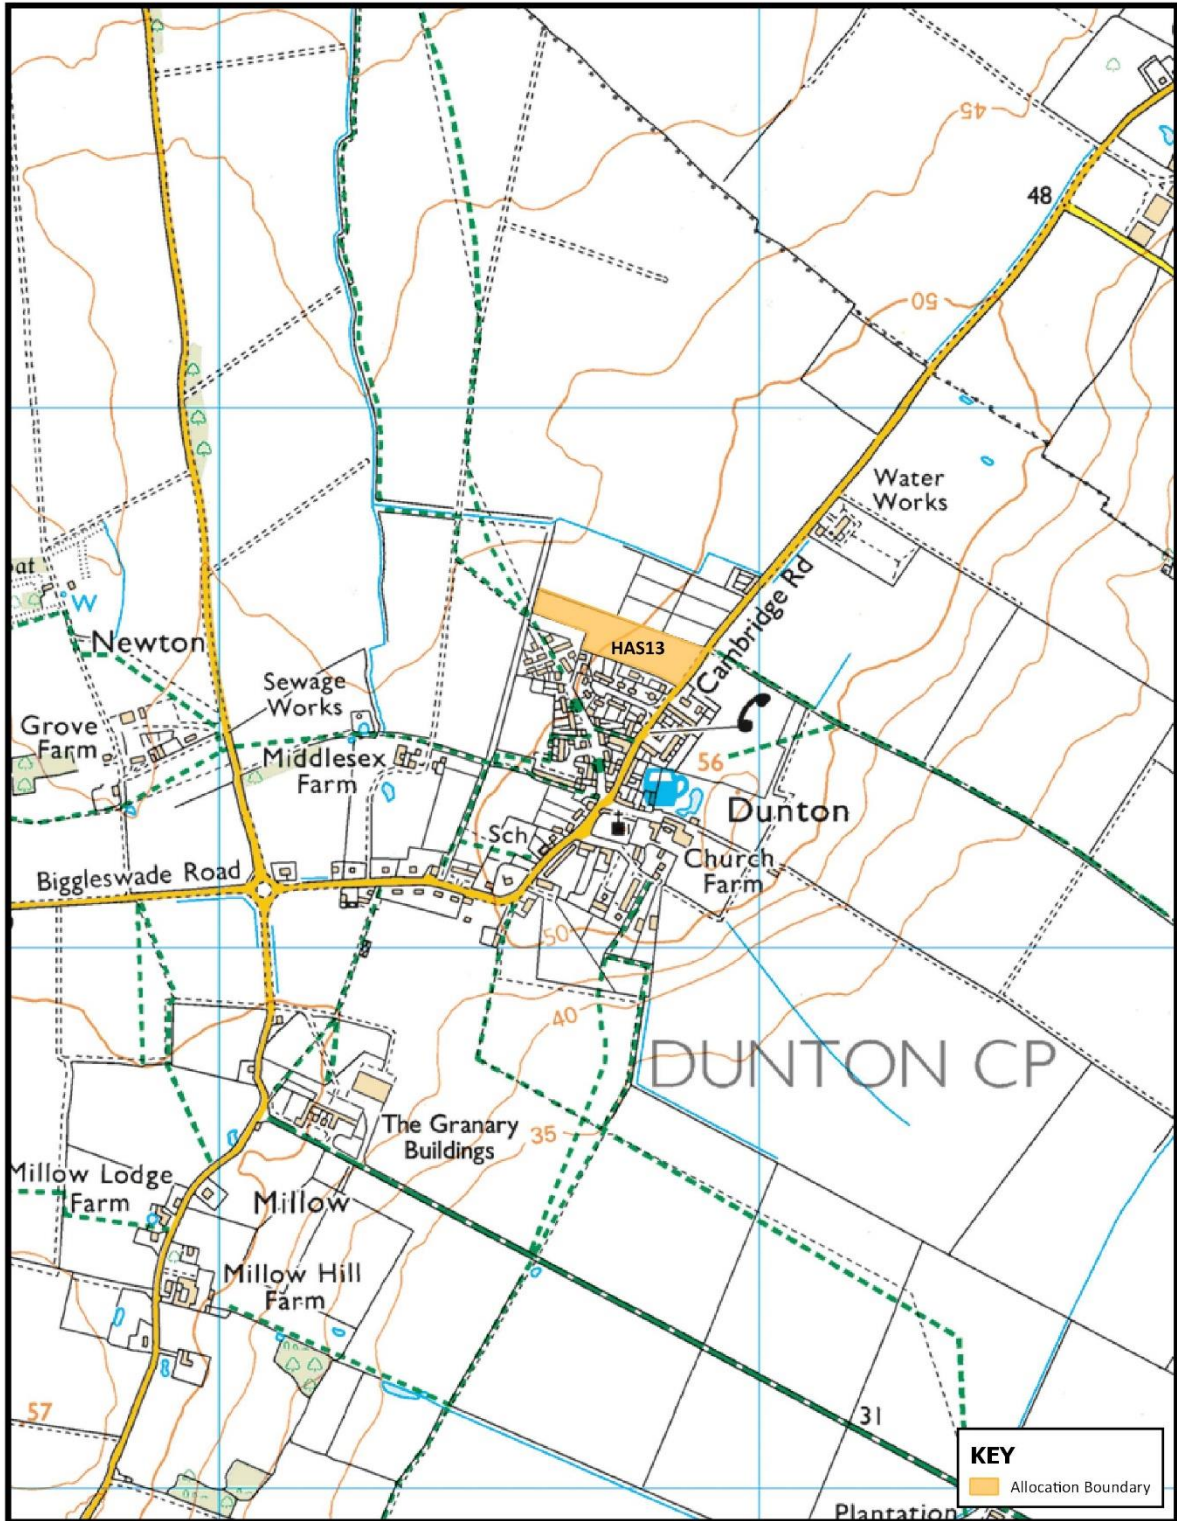 45
48
50
Water
Works
at
W
Newton
HAS13
Cambridge Rd
Sewage
Works
Grove
Farm
Middlesex
Farm
56
Dunton
Sch
Church
Farm
Biggleswade Road
50
40
DUNTON CP
The Granary
Buildings
35
Millow Lodge
Farm
Millow
Millow Hill
Farm
57
31
KEY
Allocation Boundary
Plantation